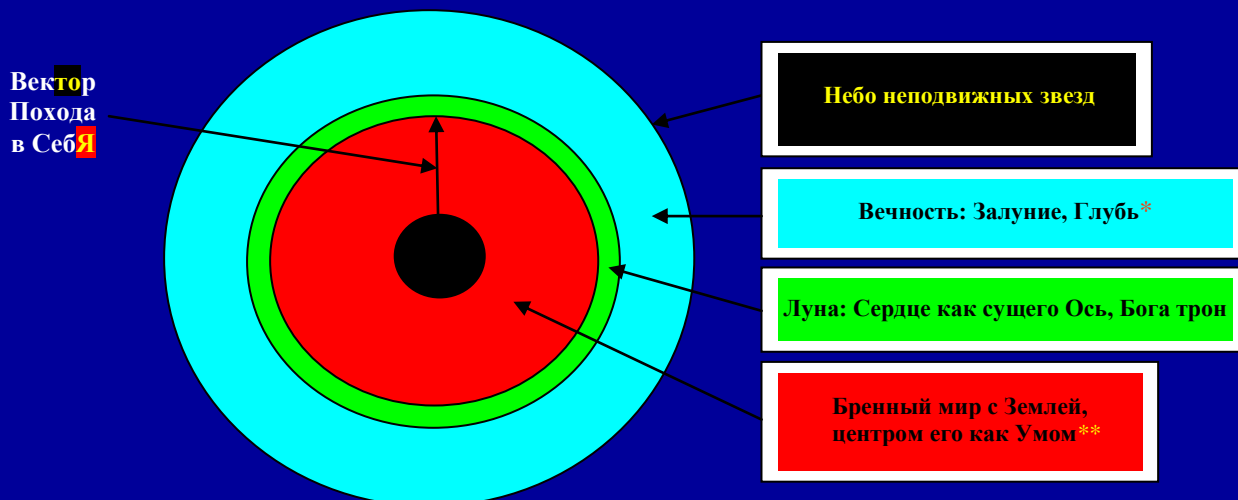 Вектор
Похода
в СебЯ
Небо неподвижных звезд
Вечность: Залуние, Глубь*
Луна: Сердце как сущего Ось, Бога трон
Бренный мир с Землей,
центром его как Умом**